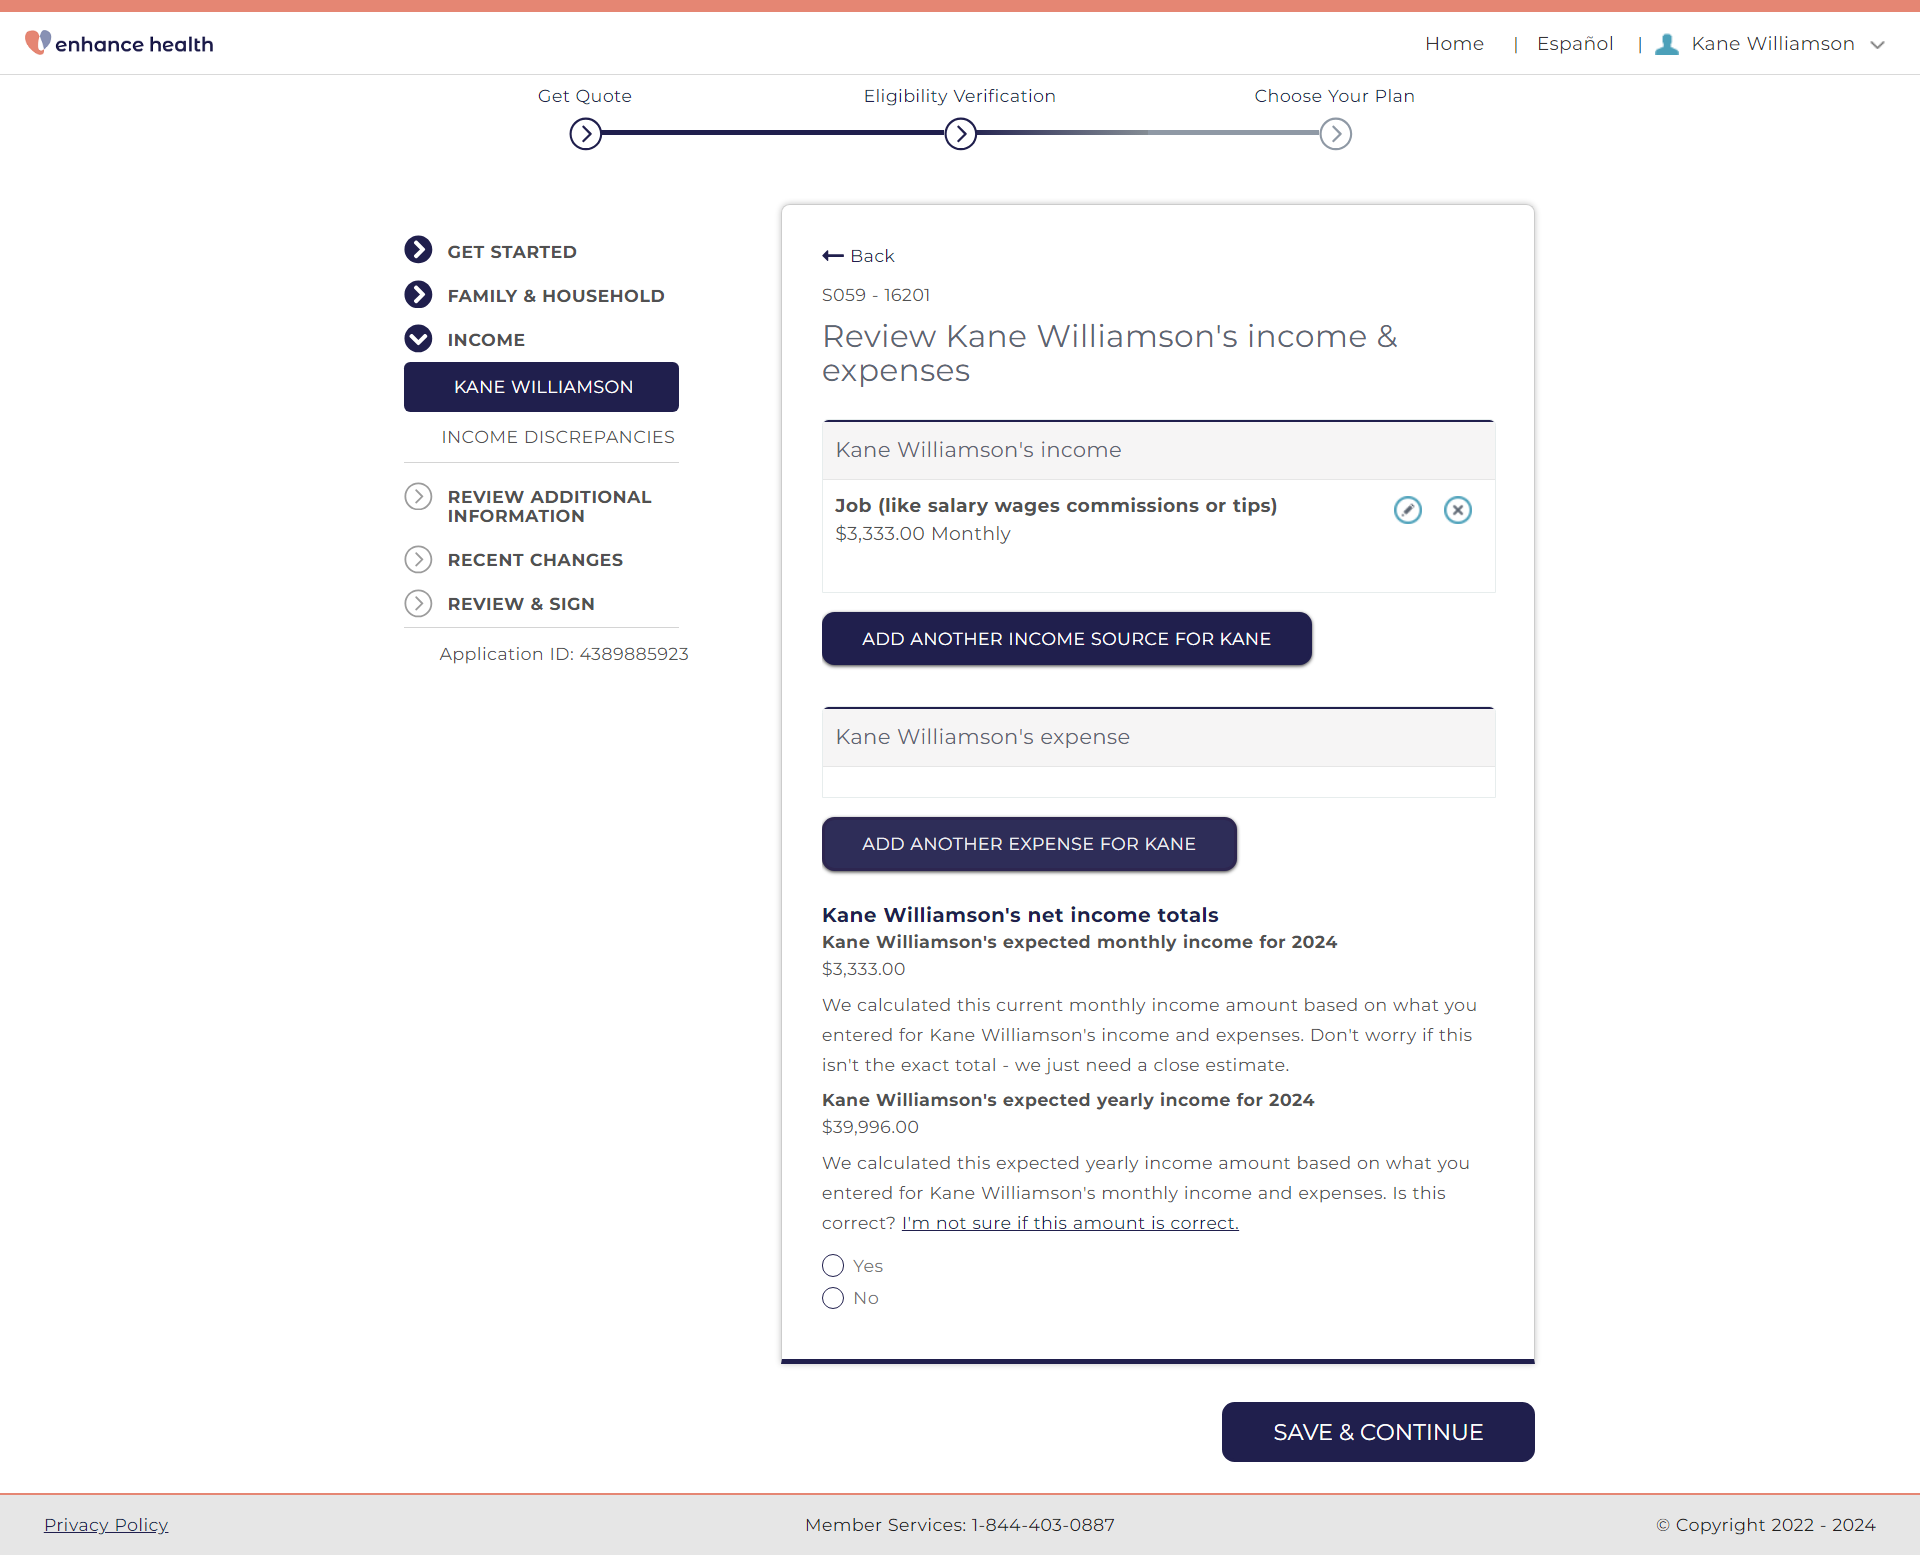 enhance health
Home | Español | Kane Williamson
Get Quote
Eligibility Verification
Choose Your Plan
GET STARTED
FAMILY & HOUSEHOLD
INCOME
KANE WILLIAMSON
INCOME DISCREPANCIES
REVIEW ADDITIONAL
INFORMATION
RECENT CHANGES
REVIEW & SIGN
Application ID: 4389885923
Back
S059 - 16201
Review Kane Williamson's income &
expenses
Kane Williamson's income
Job (like salary wages commissions or tips)
$3,333.00 Monthly
ADD ANOTHER INCOME SOURCE FOR KANE
Kane Williamson's expense
ADD ANOTHER EXPENSE FOR KANE
Kane Williamson's net income totals
Kane Williamson's expected monthly income for 2024
$3,333.00
We calculated this current monthly income amount based on what you
entered for Kane Williamson's income and expenses. Don't worry if this
isn't the exact total - we just need a close estimate.
Kane Williamson's expected yearly income for 2024
$39,996.00
We calculated this expected yearly income amount based on what you
entered for Kane Williamson's monthly income and expenses. Is this
correct? I'm not sure if this amount is correct.
Yes
No
SAVE & CONTINUE
Privacy Policy
Member Services: 1-844-403-0887
© Copyright 2022 - 2024